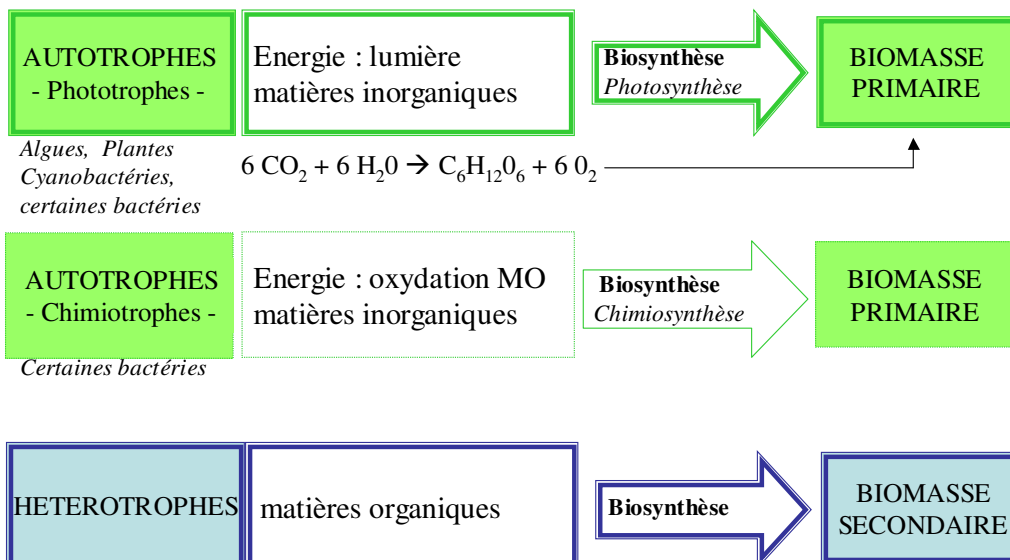 AUTOTROPHES
- Phototrophes -
Energie : lumière
matières inorganiques
Biosynthèse
Photosynthèse
BIOMASSE
PRIMAIRE
Algues, Plantes
Cyanobactéries,
certaines bactéries
6 CO₂ + 6 H₂0 → C₆H₁₂0₆ + 6 0₂
AUTOTROPHES
- Chimiotrophes -
Energie : oxydation MO
matières inorganiques
Biosynthèse
Chimiosynthèse
BIOMASSE
PRIMAIRE
Certaines bactéries
HETEROTROPHES
matières organiques
Biosynthèse
BIOMASSE
SECONDAIRE